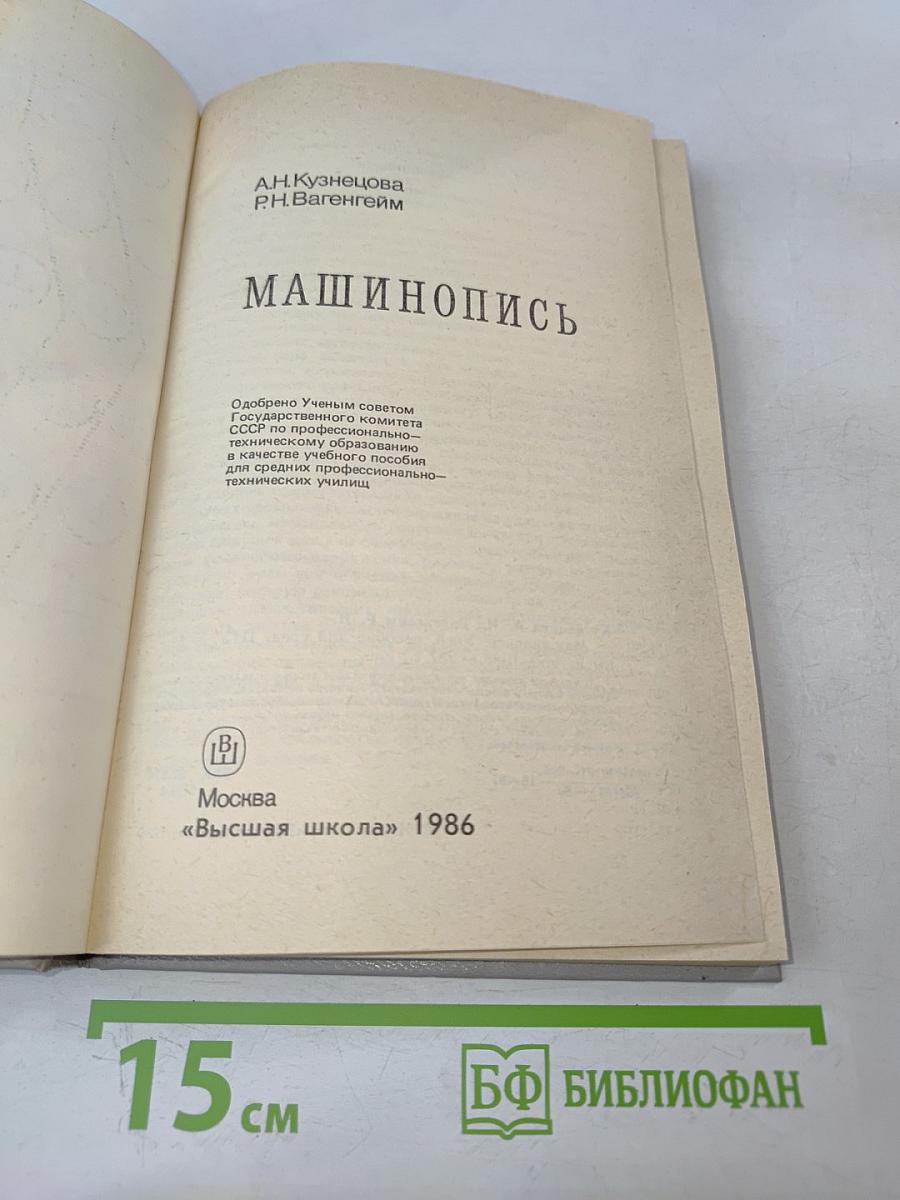 А.Н.Кузнецова
Р.Н.Вагенгейм
МАШИНОПИСЬ
Одобрено Ученым советом
Государственного комитета
СССР по профессионально—
техническому образованию
в качестве учебного пособия
для средних профессионально—
технических училищ
ВШ
Москва
«Высшая школа» 1986
15 см
БФ БИБЛИОФАН